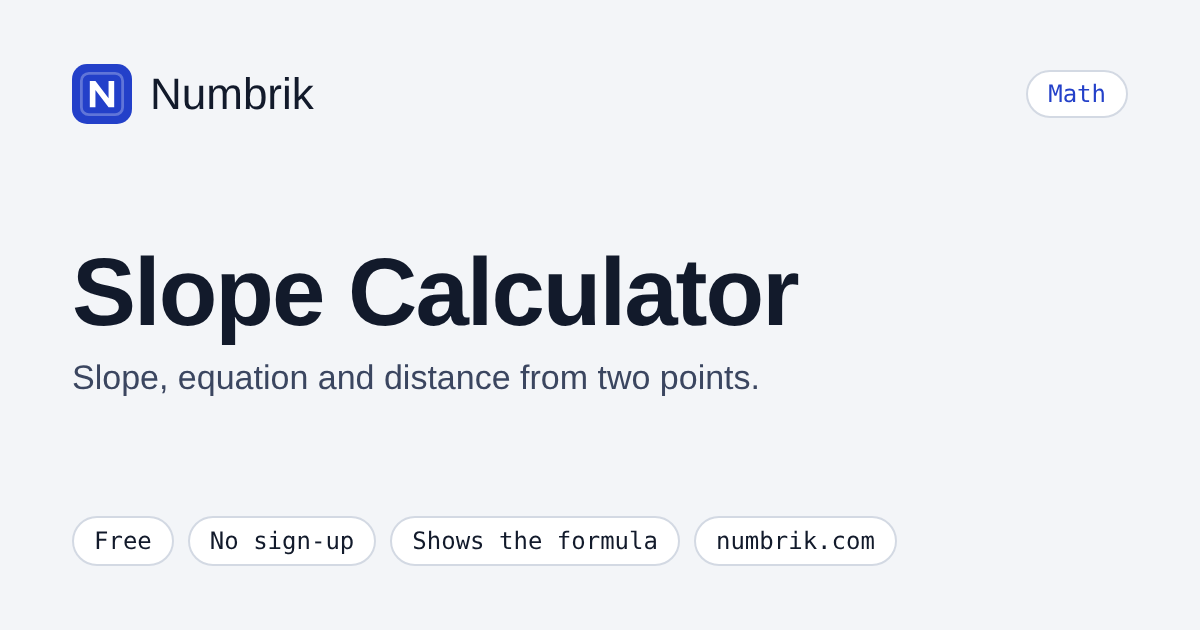 N Numbrik
Math
Slope Calculator
Slope, equation and distance from two points.
Free
No sign-up
Shows the formula
numbrik.com